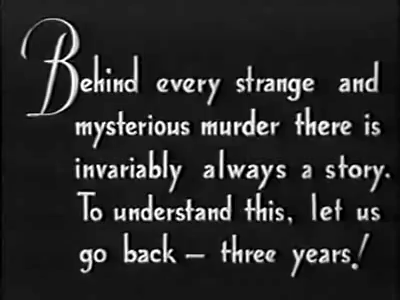 Behind every strange and
mysterious murder there is
invariably always a story.
To understand this, let us
go back — three years!